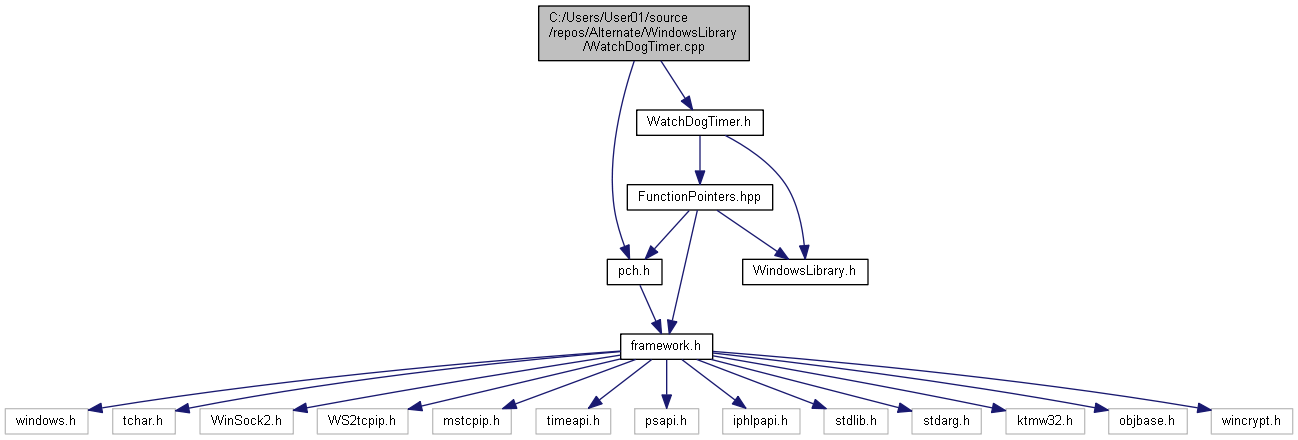 C:/Users/User01/source
/repos/Alternate/WindowsLibrary
/WatchDogTimer.cpp
WatchDogTimer.h
FunctionPointers.hpp
pch.h
WindowsLibrary.h
framework.h
windows.h
tchar.h
WinSock2.h
WS2tcpip.h
mstcpip.h
timeapi.h
psapi.h
iphlpapi.h
stdlib.h
stdarg.h
ktmw32.h
objbase.h
wincrypt.h